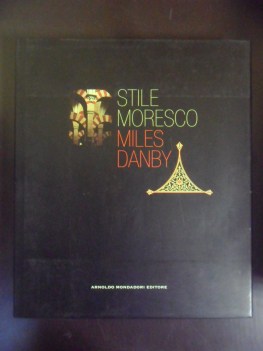 STILE
MORESCO
MILES
DANBY
ARNOLDO MONDADORI EDITORE